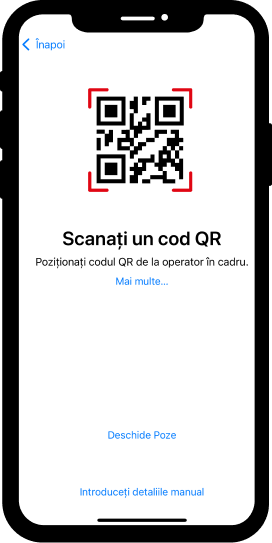 Înapoi
Scanați un cod QR
Poziționați codul QR de la operator în cadru.
Mai multe...
Deschide Poze
Introduceți detaliile manual